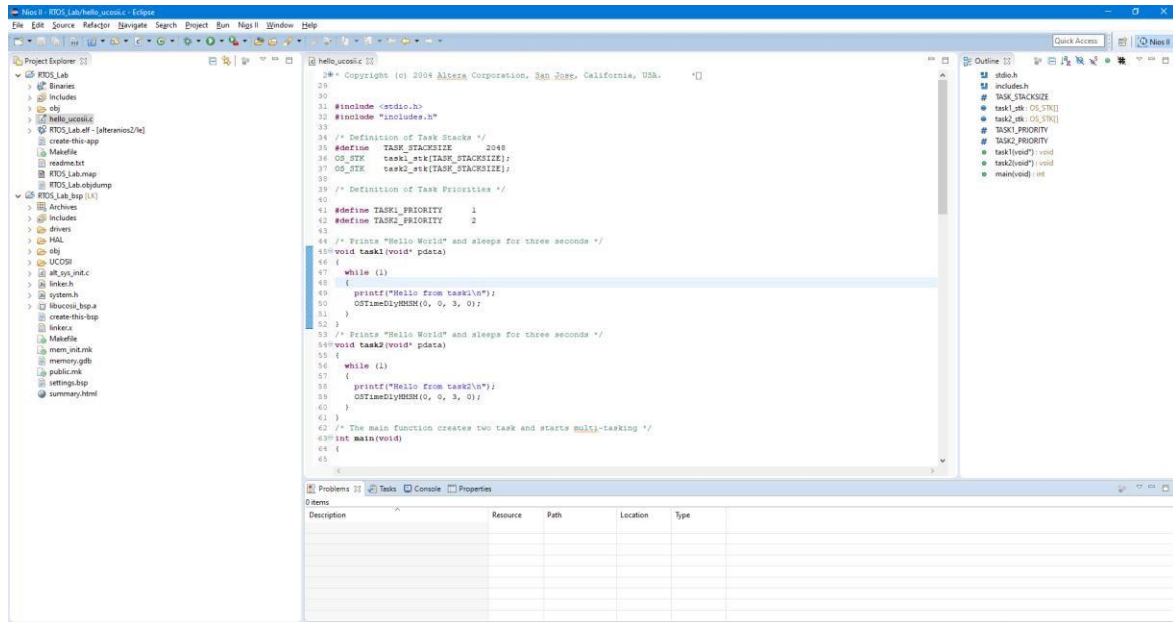 Nios II - RTOS_Lab/hello_ucosii.c - Eclipse
File Edit Source Refactor Navigate Search Project Run Nios II Window Help
Quick Access
Nios II
Project Explorer
RTOS_Lab
Binaries
Includes
obj
hello_ucosii.c
RTOS_Lab.elf - [alteranios2/le]
create-this-app
Makefile
readme.txt
RTOS_Lab.map
RTOS_Lab.objdump
RTOS_Lab_bsp [LK]
Archives
Includes
drivers
HAL
obj
UCOSII
alt_sys_init.c
linker.h
system.h
libucosii_bsp.a
create-this-bsp
linker.x
Makefile
mem_init.mk
memory.gdb
public.mk
settings.bsp
summary.html
hello_ucosii.c
2 * Copyright (c) 2004 Altera Corporation, San Jose, California, USA. *
29
30
31 #include <stdio.h>
32 #include "includes.h"
33
34 /* Definition of Task Stacks */
35 #define TASK_STACKSIZE 2048
36 OS_STK task1_stk[TASK_STACKSIZE];
37 OS_STK task2_stk[TASK_STACKSIZE];
38
39 /* Definition of Task Priorities */
40
41 #define TASK1_PRIORITY 1
42 #define TASK2_PRIORITY 2
43
44 /* Prints "Hello World" and sleeps for three seconds */
45 void task1(void* pdata)
46 {
47 while (1)
48 {
49 printf("Hello from task1\n");
50 OSTimeDlyHMSM(0, 0, 3, 0);
51 }
52 }
53 /* Prints "Hello World" and sleeps for three seconds */
54 void task2(void* pdata)
55 {
56 while (1)
57 {
58 printf("Hello from task2\n");
59 OSTimeDlyHMSM(0, 0, 3, 0);
60 }
61 }
62 /* The main function creates two task and starts multi-tasking */
63 int main(void)
64 {
65
Outline
stdio.h
includes.h
# TASK_STACKSIZE
task1_stk : OS_STK[]
task2_stk : OS_STK[]
# TASK1_PRIORITY
# TASK2_PRIORITY
task1(void*) : void
task2(void*) : void
main(void) : int
Problems Tasks Console Properties
0 items
Description Resource Path Location Type